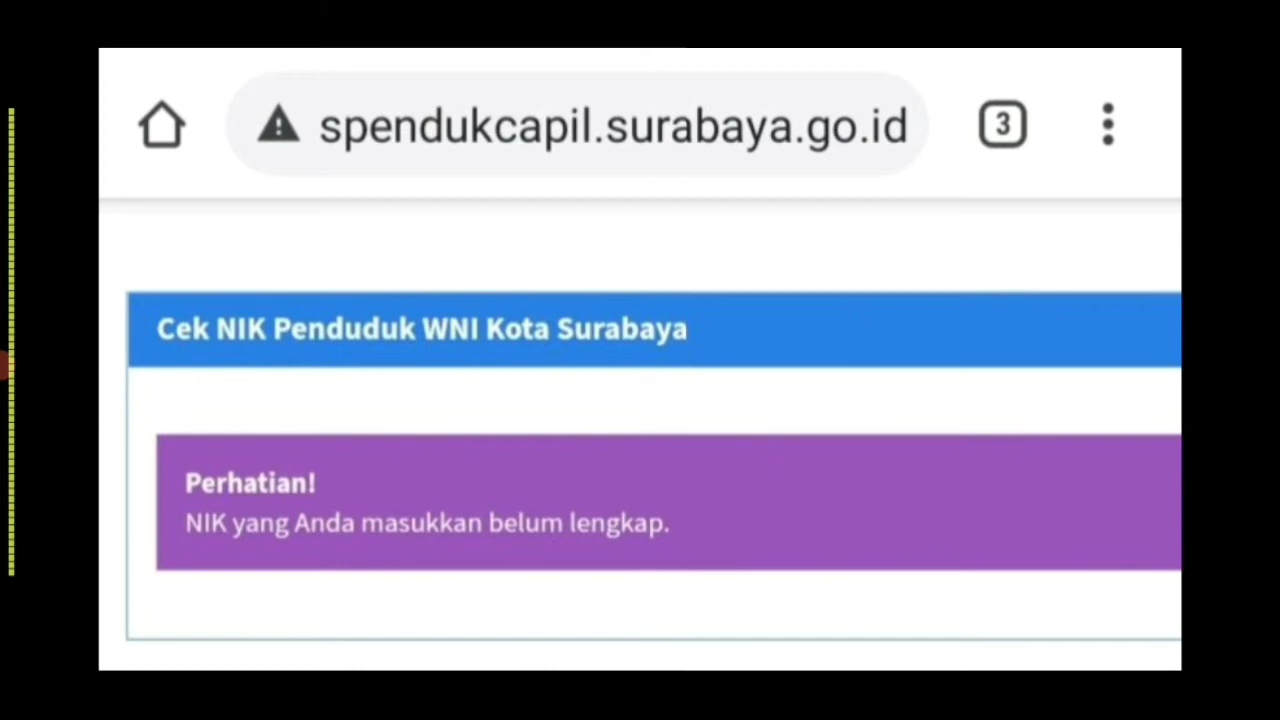 spendukcapil.surabaya.go.id
3
Cek NIK Penduduk WNI Kota Surabaya
Perhatian!
NIK yang Anda masukkan belum lengkap.